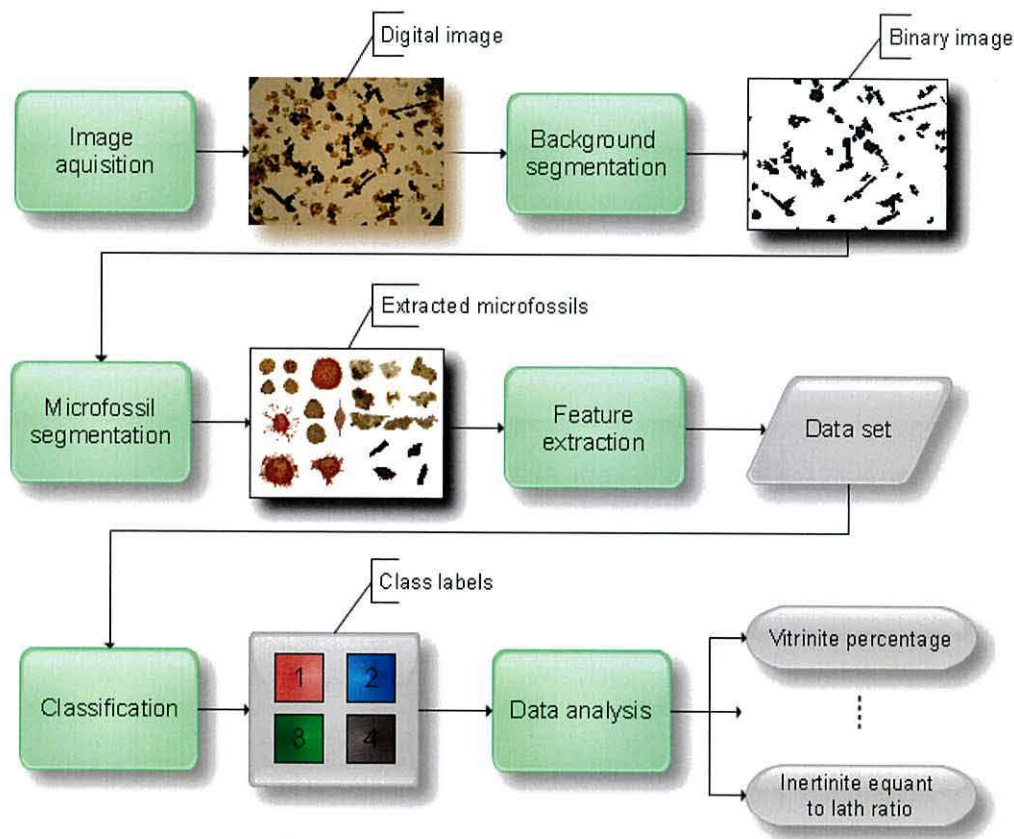 Digital image
Binary image
Image
aquisition
Background
segmentation
Extracted microfossils
Microfossil
segmentation
Feature
extraction
Data set
Class labels
Classification
1
2
3
4
Data analysis
Vitrinite percentage
Inertinite equant
to lath ratio